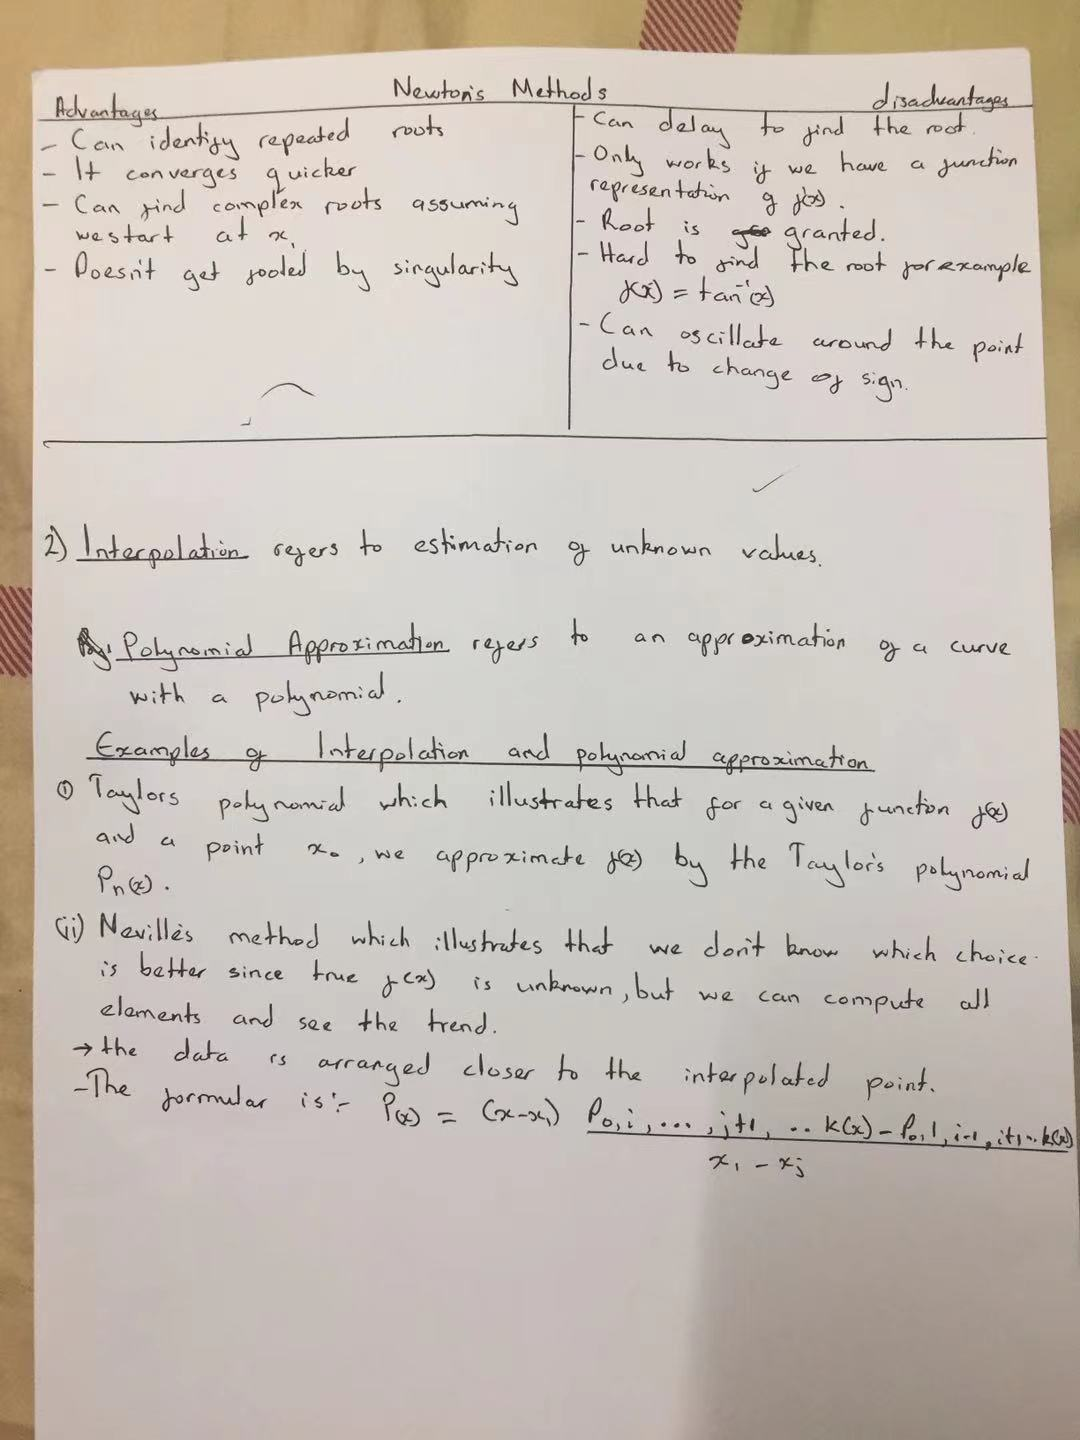 Newton's Methods
Advantages
- Can identify repeated roots
- It converges quicker
- Can find complex roots assuming
we start at x₁
- Doesn't get fooled by singularity
disadvantages
- Can delay to find the root.
- Only works if we have a function
representation of f'(x).
- Root is granted.
- Hard to find the root for example
f(x) = tan⁻¹(x)
- Can oscillate around the point
due to change of sign.
2) Interpolation refers to estimation of unknown values.
Polynomial Approximation refers to an approximation of a curve
with a polynomial.
Examples of Interpolation and polynomial approximation
(i) Taylors polynomial which illustrates that for a given function f(x)
and a point x₀, we approximate f(x) by the Taylor's polynomial
Pn(x).
(ii) Neville's method which illustrates that we don't know which choice
is better since true f(x) is unknown, but we can compute all
elements and see the trend.
→ the data is arranged closer to the interpolated point.
- The formular is:- P(x) = (x-x₁) P₀,i,...,j+1,..k(x) - P₀,1,i-1,i+1..k(x)
x₁ - xj